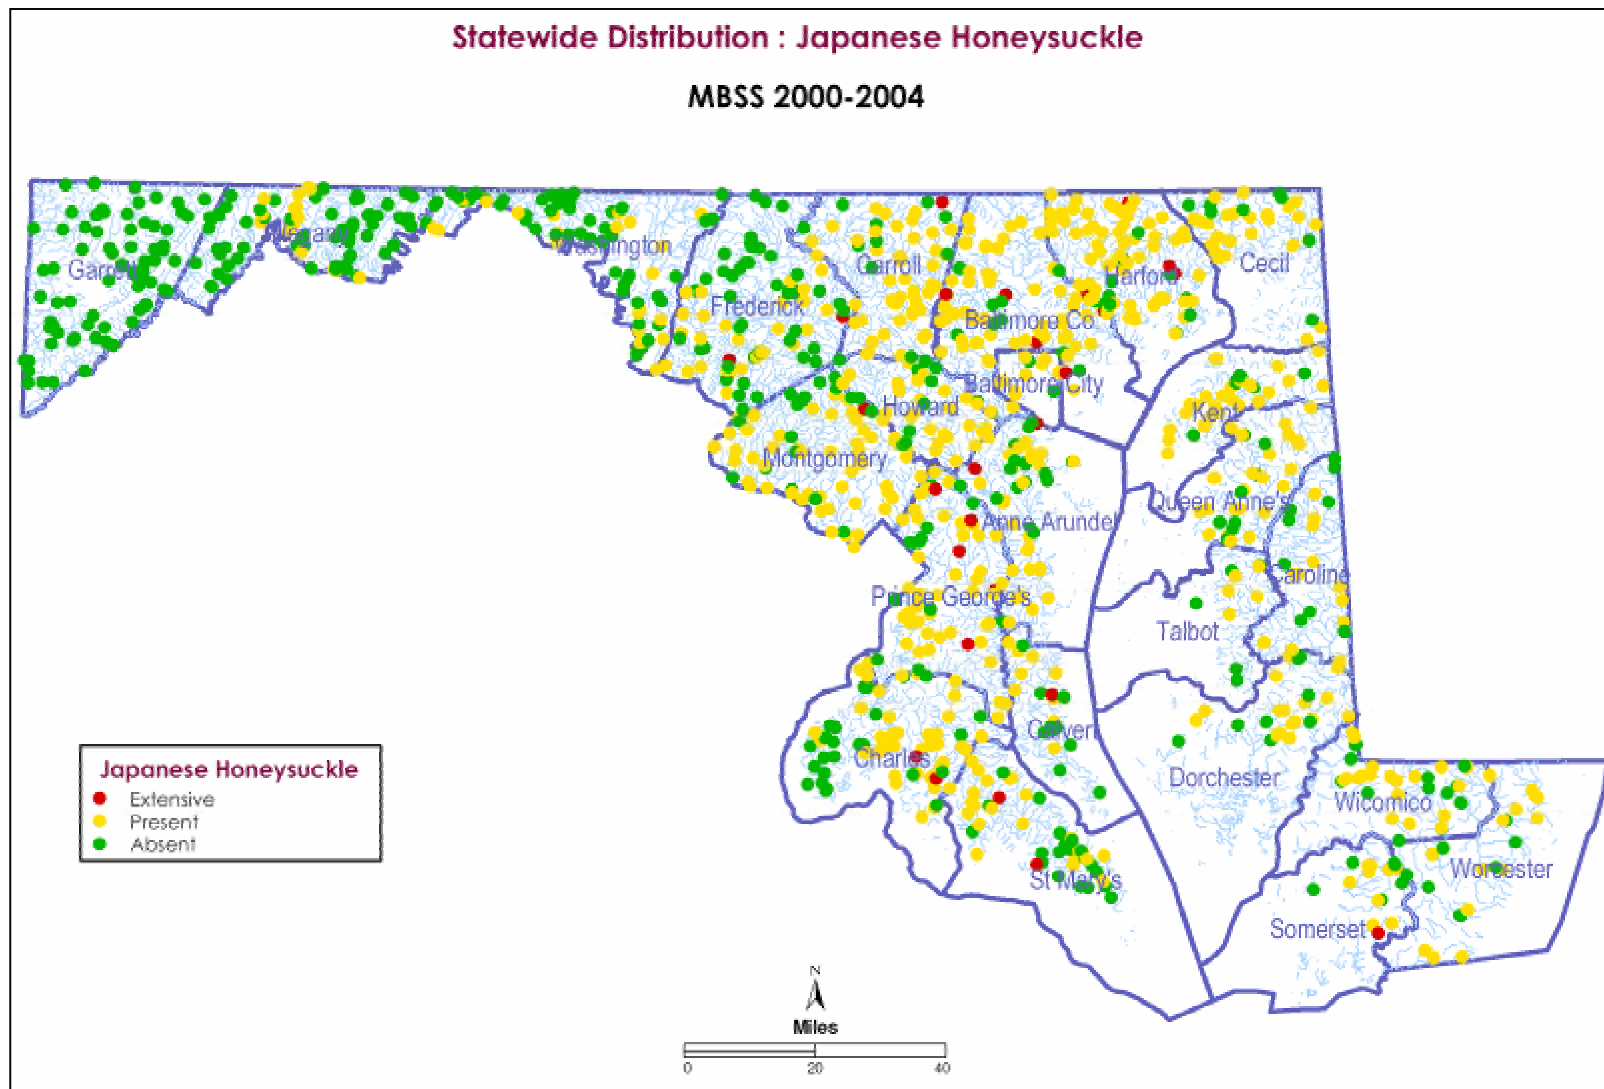 Statewide Distribution : Japanese Honeysuckle
MBSS 2000-2004
Garrett
Allegany
Washington
Frederick
Carroll
Baltimore Co
Harford
Cecil
Baltimore City
Howard
Montgomery
Kent
Queen Anne's
Anne Arundel
Caroline
Prince George's
Talbot
Calvert
Charles
Dorchester
Wicomico
St Mary's
Worcester
Somerset
Japanese Honeysuckle
Extensive
Present
Absent
N
Miles
0 20 40